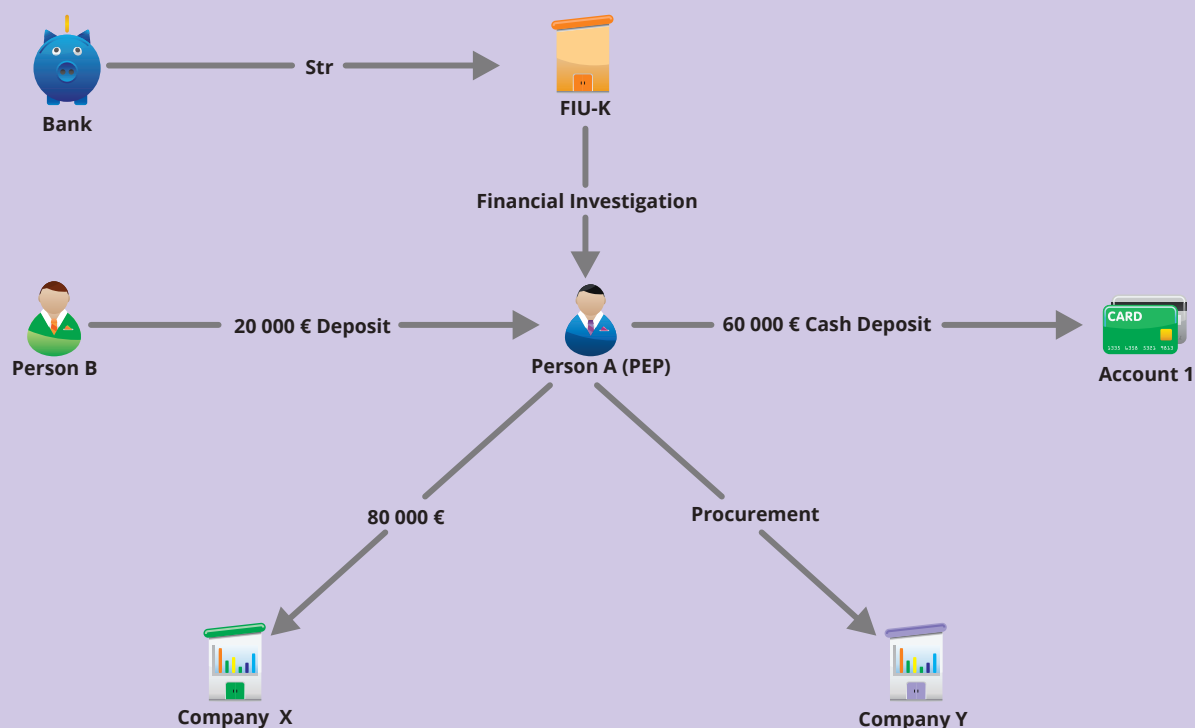 Str
FIU-K
Bank
Financial Investigation
CARD
20 000 € Deposit
60 000 € Cash Deposit
Person B
Person A (PEP)
Account 1
80 000 €
Procurement
Company X
Company Y